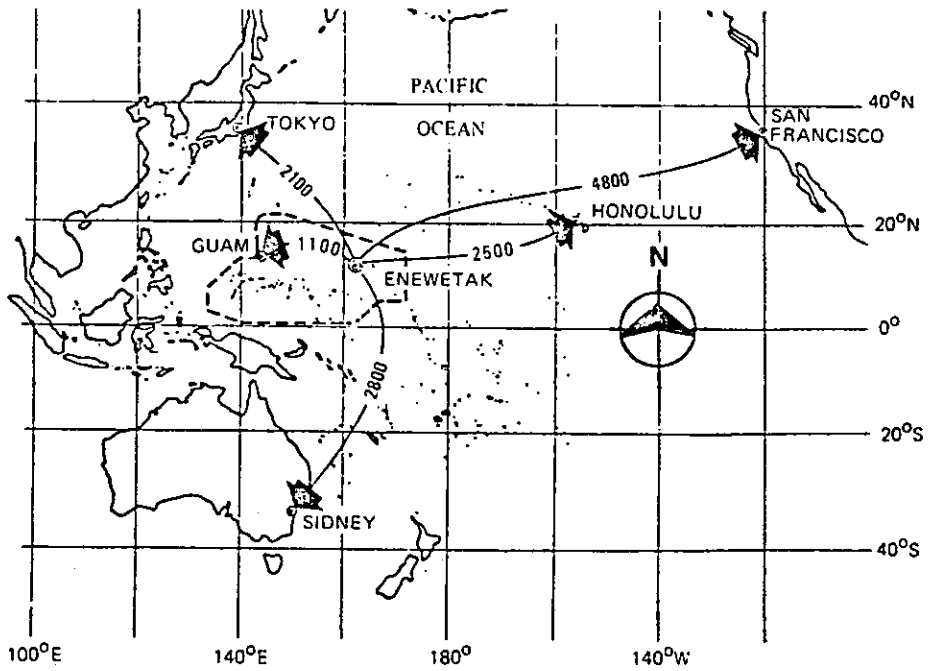 PACIFIC
OCEAN
40°N
TOKYO
SAN
FRANCISCO
2100
4800
HONOLULU
20°N
GUAM
1100
2500
ENEWETAK
N
0°
2800
20°S
SIDNEY
40°S
100°E
140°E
180°
140°W